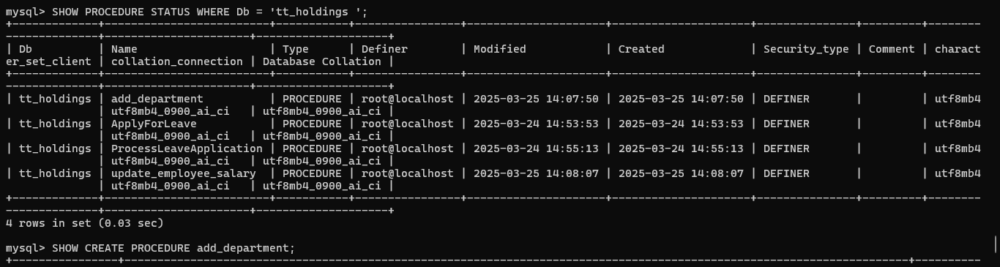 mysql> SHOW PROCEDURE STATUS WHERE Db = 'tt_holdings ';
+--------------+-------------------------+-----------+----------------+---------------------+---------------------+---------------+---------+----------
--------------+----------------------+--------------------+
| Db           | Name                    | Type      | Definer        | Modified            | Created             | Security_type | Comment | charact
er_set_client | collation_connection | Database Collation |
+--------------+-------------------------+-----------+----------------+---------------------+---------------------+---------------+---------+----------
--------------+----------------------+--------------------+
| tt_holdings | add_department          | PROCEDURE | root@localhost | 2025-03-25 14:07:50 | 2025-03-25 14:07:50 | DEFINER       |         | utf8mb4
              | utf8mb4_0900_ai_ci   | utf8mb4_0900_ai_ci |
| tt_holdings | ApplyForLeave           | PROCEDURE | root@localhost | 2025-03-24 14:53:53 | 2025-03-24 14:53:53 | DEFINER       |         | utf8mb4
              | utf8mb4_0900_ai_ci   | utf8mb4_0900_ai_ci |
| tt_holdings | ProcessLeaveApplication | PROCEDURE | root@localhost | 2025-03-24 14:55:13 | 2025-03-24 14:55:13 | DEFINER       |         | utf8mb4
              | utf8mb4_0900_ai_ci   | utf8mb4_0900_ai_ci |
| tt_holdings | update_employee_salary  | PROCEDURE | root@localhost | 2025-03-25 14:08:07 | 2025-03-25 14:08:07 | DEFINER       |         | utf8mb4
              | utf8mb4_0900_ai_ci   | utf8mb4_0900_ai_ci |
+--------------+-------------------------+-----------+----------------+---------------------+---------------------+---------------+---------+----------
--------------+----------------------+--------------------+
4 rows in set (0.03 sec)
mysql> SHOW CREATE PROCEDURE add_department;
+----------------+------------------------------------------------------------------------------------------------------------------------+----------